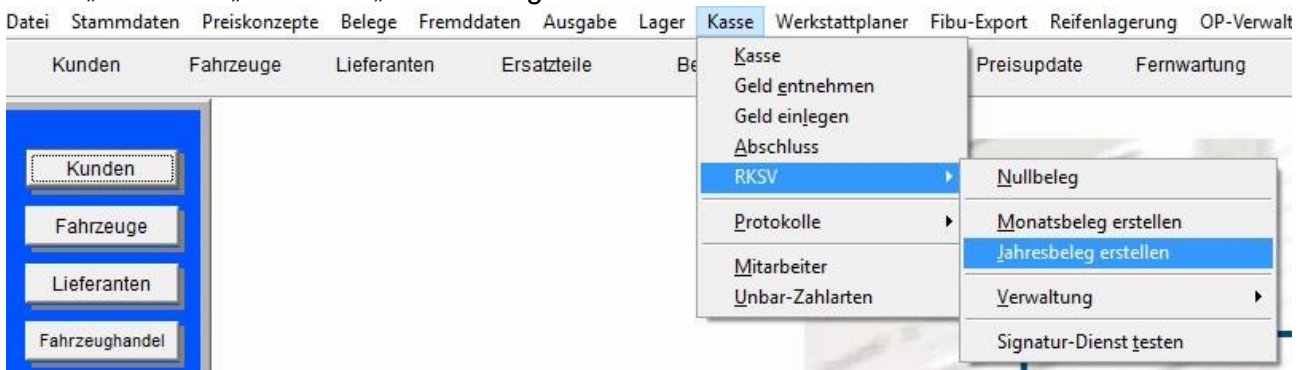 Datei Stammdaten Preiskonzepte Belege Fremddaten Ausgabe Lager Kasse Werkstattplaner Fibu-Export Reifenlagerung OP-Verwalt
Kunden Fahrzeuge Lieferanten Ersatzteile Be Preisupdate Fernwartung
Kasse
Geld entnehmen
Geld einlegen
Abschluss
RKSV
Protokolle
Mitarbeiter
Unbar-Zahlarten
Nullbeleg
Monatsbeleg erstellen
Jahresbeleg erstellen
Verwaltung
Signatur-Dienst testen
Kunden
Fahrzeuge
Lieferanten
Fahrzeughandel